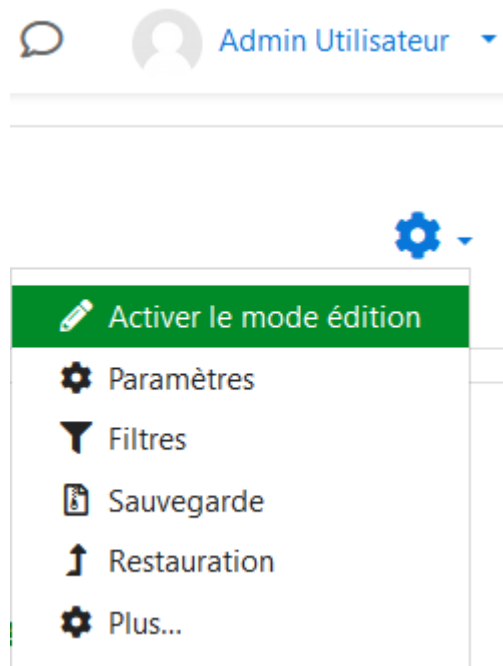 Admin Utilisateur
Activer le mode édition
Paramètres
Filtres
Sauvegarde
Restauration
Plus...